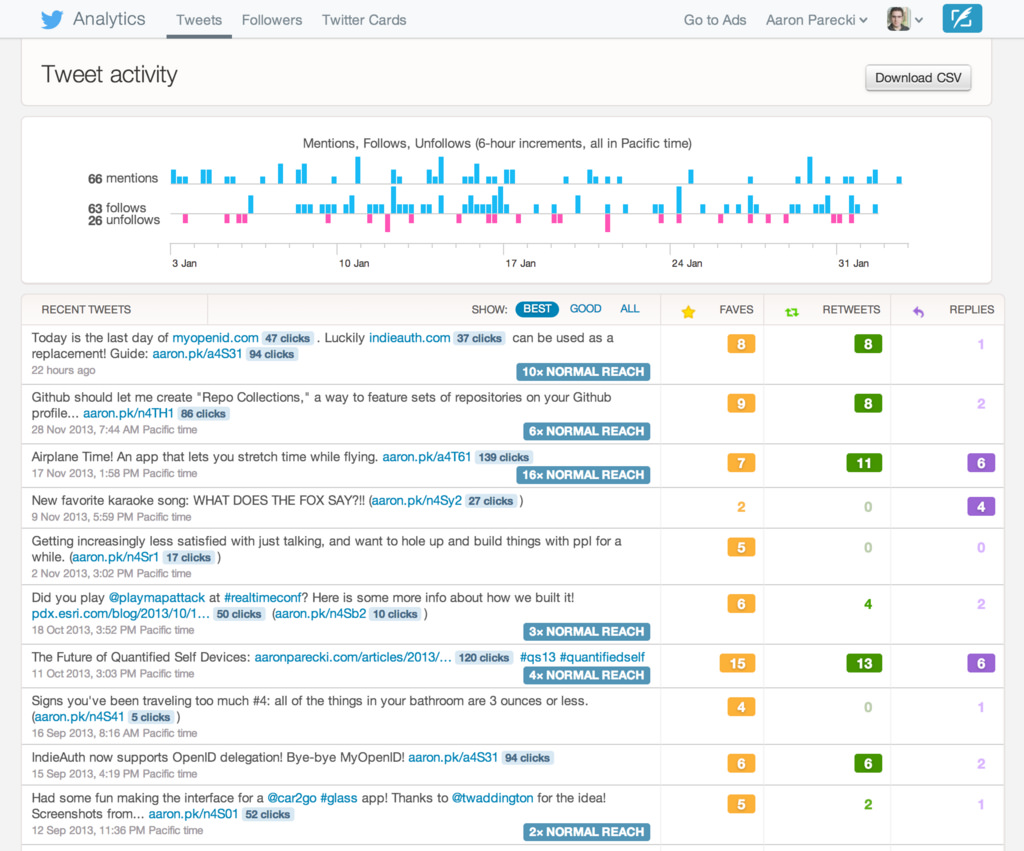 Analytics Tweets Followers Twitter Cards Go to Ads Aaron Parecki
Tweet activity
Download CSV
Mentions, Follows, Unfollows (6-hour increments, all in Pacific time)
66 mentions
63 follows
26 unfollows
3 Jan 10 Jan 17 Jan 24 Jan 31 Jan
RECENT TWEETS SHOW: BEST GOOD ALL FAVES RETWEETS REPLIES
Today is the last day of myopenid.com 47 clicks . Luckily indieauth.com 37 clicks can be used as a
replacement! Guide: aaron.pk/a4S31 94 clicks
8 8 1
22 hours ago
10× NORMAL REACH
Github should let me create "Repo Collections," a way to feature sets of repositories on your Github
profile... aaron.pk/n4TH1 86 clicks
9 8 2
28 Nov 2013, 7:44 AM Pacific time
6× NORMAL REACH
Airplane Time! An app that lets you stretch time while flying. aaron.pk/a4T61 139 clicks
7 11 6
17 Nov 2013, 1:58 PM Pacific time
16× NORMAL REACH
New favorite karaoke song: WHAT DOES THE FOX SAY?!! (aaron.pk/n4Sy2 27 clicks )
2 0 4
9 Nov 2013, 5:59 PM Pacific time
Getting increasingly less satisfied with just talking, and want to hole up and build things with ppl for a
while. (aaron.pk/n4Sr1 17 clicks )
5 0 0
2 Nov 2013, 3:02 PM Pacific time
Did you play @playmapattack at #realtimeconf? Here is some more info about how we built it!
pdx.esri.com/blog/2013/10/1... 50 clicks (aaron.pk/n4Sb2 10 clicks )
6 4 2
18 Oct 2013, 3:52 PM Pacific time
3× NORMAL REACH
The Future of Quantified Self Devices: aaronparecki.com/articles/2013/... 120 clicks #qs13 #quantifiedself
15 13 6
11 Oct 2013, 3:03 PM Pacific time
4× NORMAL REACH
Signs you've been traveling too much #4: all of the things in your bathroom are 3 ounces or less.
(aaron.pk/n4S41 5 clicks )
4 0 1
16 Sep 2013, 8:16 AM Pacific time
IndieAuth now supports OpenID delegation! Bye-bye MyOpenID! aaron.pk/a4S31 94 clicks
6 6 2
15 Sep 2013, 4:19 PM Pacific time
Had some fun making the interface for a @car2go #glass app! Thanks to @twaddington for the idea!
Screenshots from... aaron.pk/n4S01 52 clicks
5 2 1
12 Sep 2013, 11:36 PM Pacific time
2× NORMAL REACH